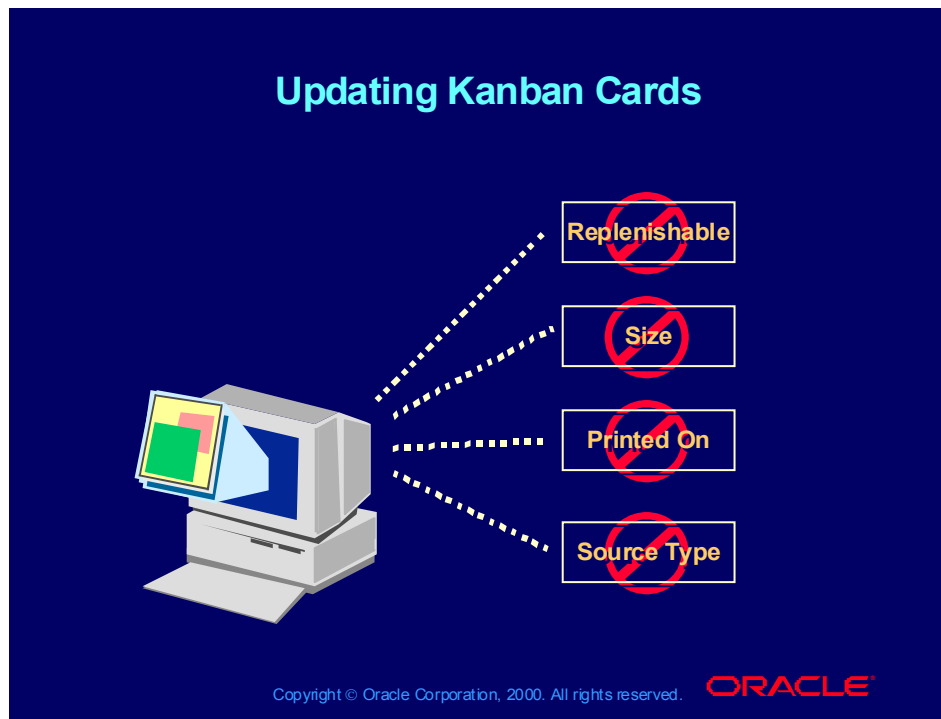 Updating Kanban Cards
Replenishable
Size
Printed On
Source Type
Copyright © Oracle Corporation, 2000. All rights reserved.
ORACLE®